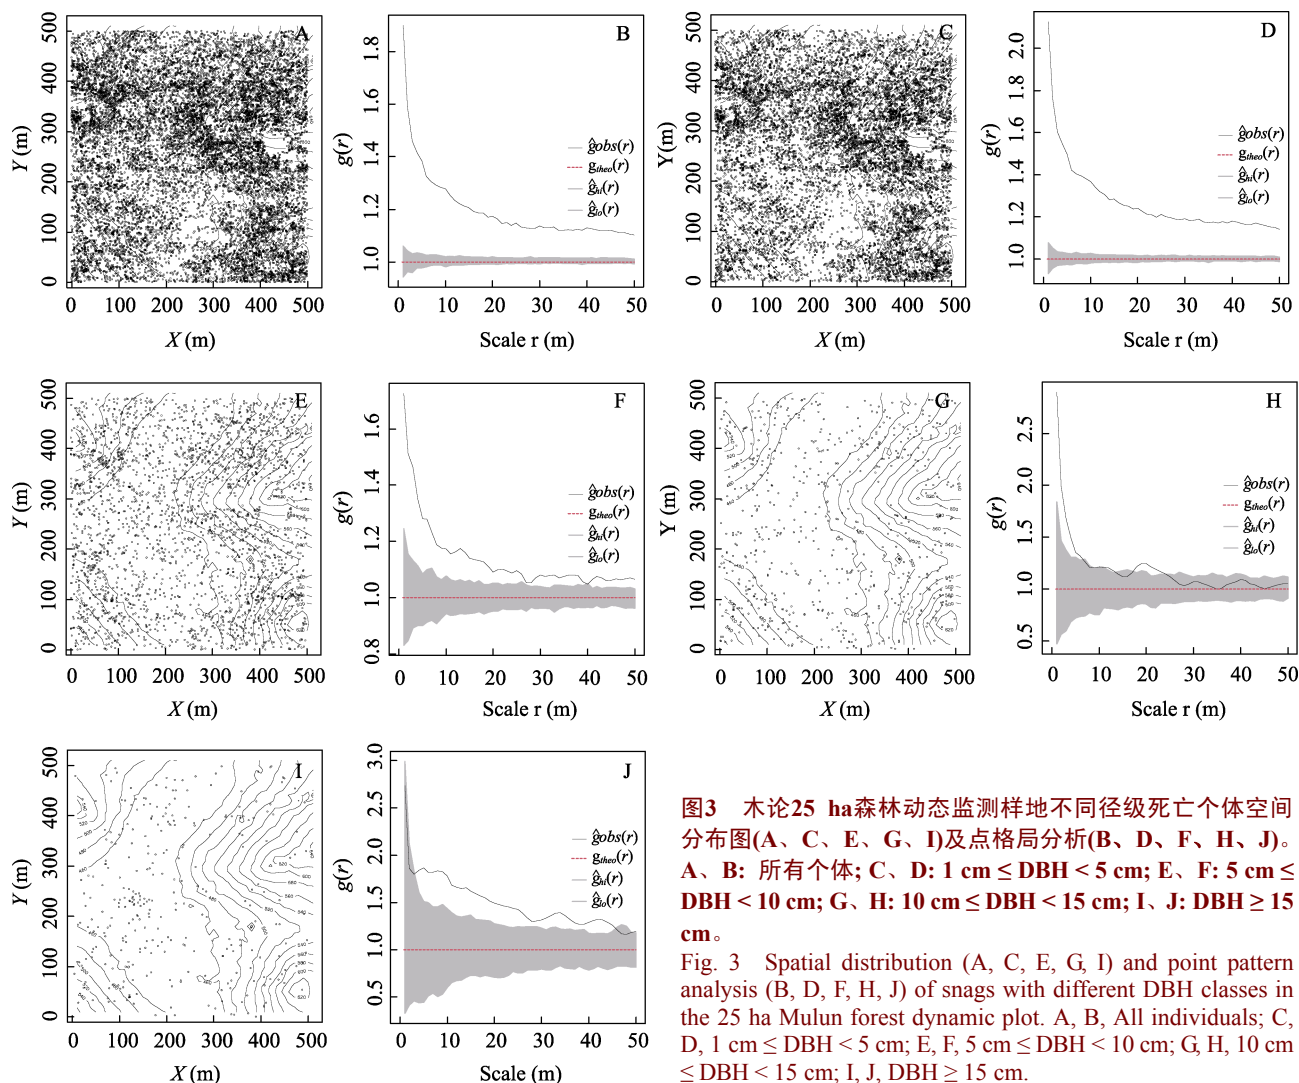 A
Y (m)
500
400
300
200
100
0
0 100 200 300 400 500
X (m)
B
g(r)
1.8
1.6
1.4
1.2
1.0
ĝobs(r)
gtheo(r)
ĝhi(r)
ĝlo(r)
0 10 20 30 40 50
Scale r (m)
C
Y(m)
500
400
300
200
100
0
0 100 200 300 400 500
X (m)
D
g(r)
2.0
1.8
1.6
1.4
1.2
1.0
ĝobs(r)
gtheo(r)
ĝhi(r)
ĝlo(r)
0 10 20 30 40 50
Scale r (m)
E
Y (m)
500
400
300
200
100
0
0 100 200 300 400 500
X (m)
F
g(r)
1.6
1.4
1.2
1.0
0.8
ĝobs(r)
gtheo(r)
ĝhi(r)
ĝlo(r)
0 10 20 30 40 50
Scale r (m)
G
Y (m)
500
400
300
200
100
0
0 100 200 300 400 500
X (m)
H
g(r)
2.5
2.0
1.5
1.0
0.5
ĝobs(r)
gtheo(r)
ĝhi(r)
ĝlo(r)
0 10 20 30 40 50
Scale r (m)
I
Y (m)
500
400
300
200
100
0
0 100 200 300 400 500
X (m)
J
g(r)
3.0
2.5
2.0
1.5
1.0
0.5
ĝobs(r)
gtheo(r)
ĝhi(r)
ĝlo(r)
0 10 20 30 40 50
Scale (m)
图3 木论25 ha森林动态监测样地不同径级死亡个体空间
分布图(A、C、E、G、I)及点格局分析(B、D、F、H、J)。
A、B: 所有个体; C、D: 1 cm ≤ DBH < 5 cm; E、F: 5 cm ≤
DBH < 10 cm; G、H: 10 cm ≤ DBH < 15 cm; I、J: DBH ≥ 15
cm。
Fig. 3 Spatial distribution (A, C, E, G, I) and point pattern
analysis (B, D, F, H, J) of snags with different DBH classes in
the 25 ha Mulun forest dynamic plot. A, B, All individuals; C,
D, 1 cm ≤ DBH < 5 cm; E, F, 5 cm ≤ DBH < 10 cm; G, H, 10 cm
≤ DBH < 15 cm; I, J, DBH ≥ 15 cm.